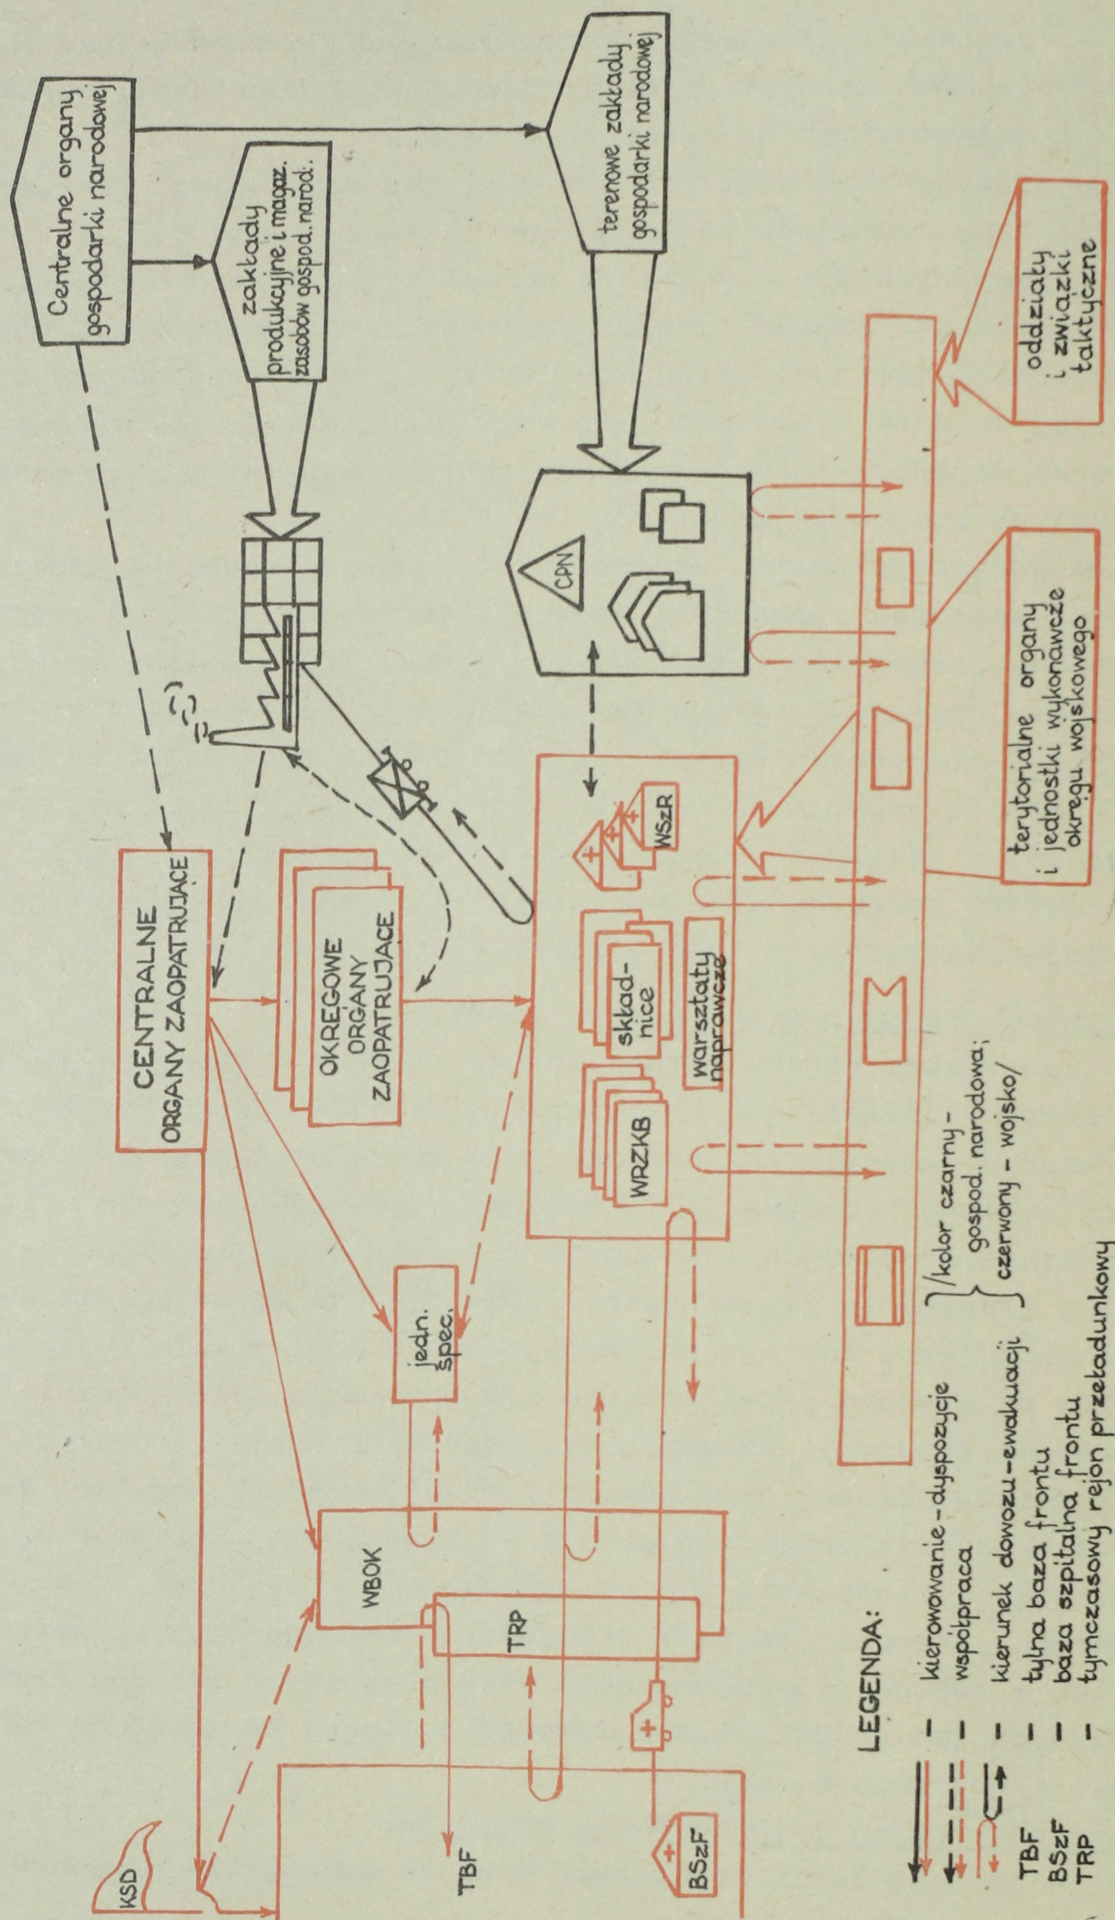 Centralne organy
gospodarki narodowej
zakłady
produkcyjne i magaz.
zasobów gospod. narod.
terenowe zakłady
gospodarki narodowej
CENTRALNE
ORGANY ZAOPATRUJĄCE
OKRĘGOWE
ORGANY
ZAOPATRUJĄCE
CPN
WSzR
skład-
nice
warsztaty
naprawcze
WRZKB
jedn.
spec.
WBOK
TRP
KSD
TBF
BSzF
oddziały
i związki
taktyczne
terytorialne organy
i jednostki wykonawcze
okręgu wojskowego
LEGENDA:
- kierowanie-dyspozycje
- współpraca
- kierunek dowozu-ewakuacji
/kolor czarny-
gospod. narodowa;
czerwony - wojsko/
TBF - tylna baza frontu
BSzF - baza szpitalna frontu
TRP - tymczasowy rejon przeładunkowy